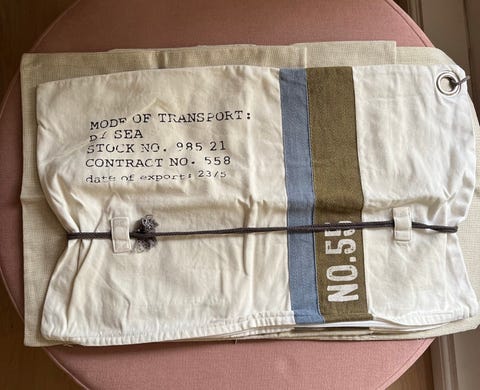 MODE OF TRANSPORT:
BY SEA
STOCK NO. 985 21
CONTRACT NO. 558
date of export: 23/5
NO.55